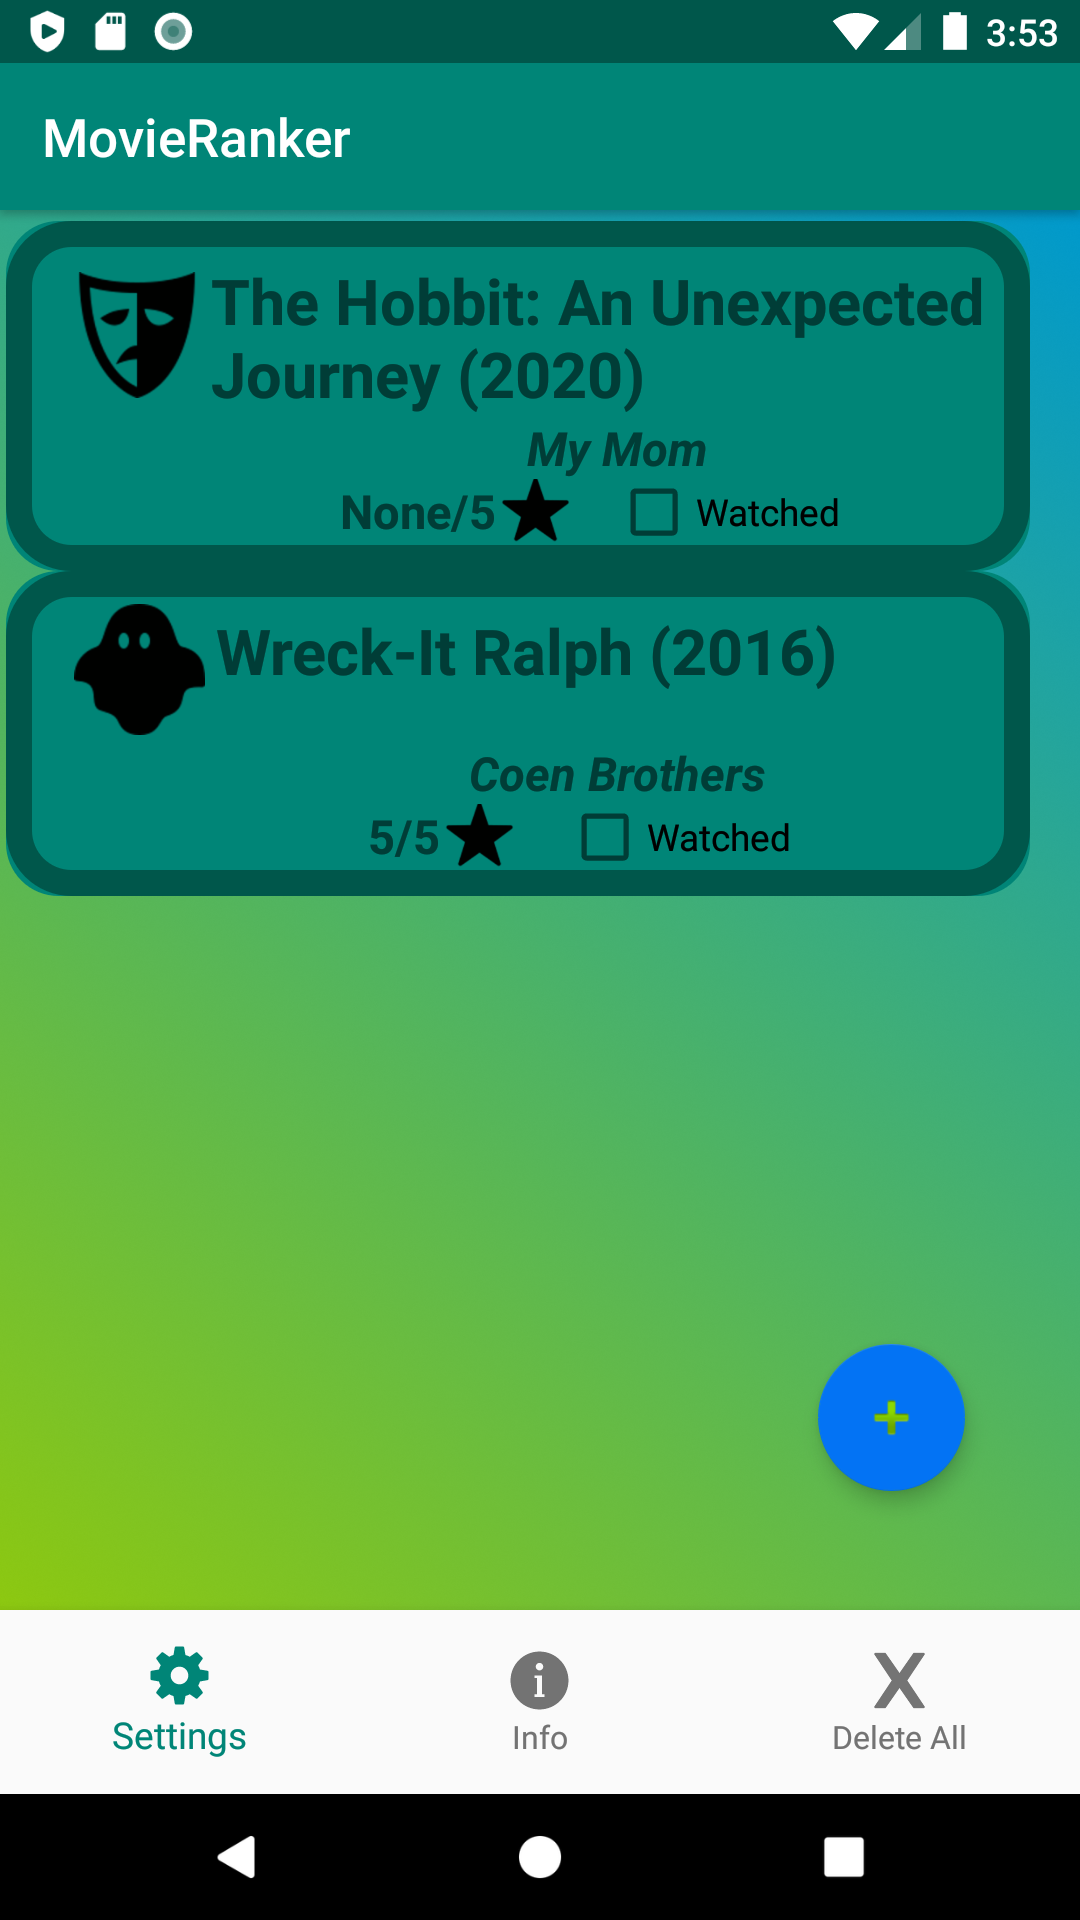 3:53
MovieRanker
The Hobbit: An Unexpected
Journey (2020)
My Mom
None/5
Watched
Wreck-It Ralph (2016)
Coen Brothers
5/5
Watched
Settings
Info
Delete All